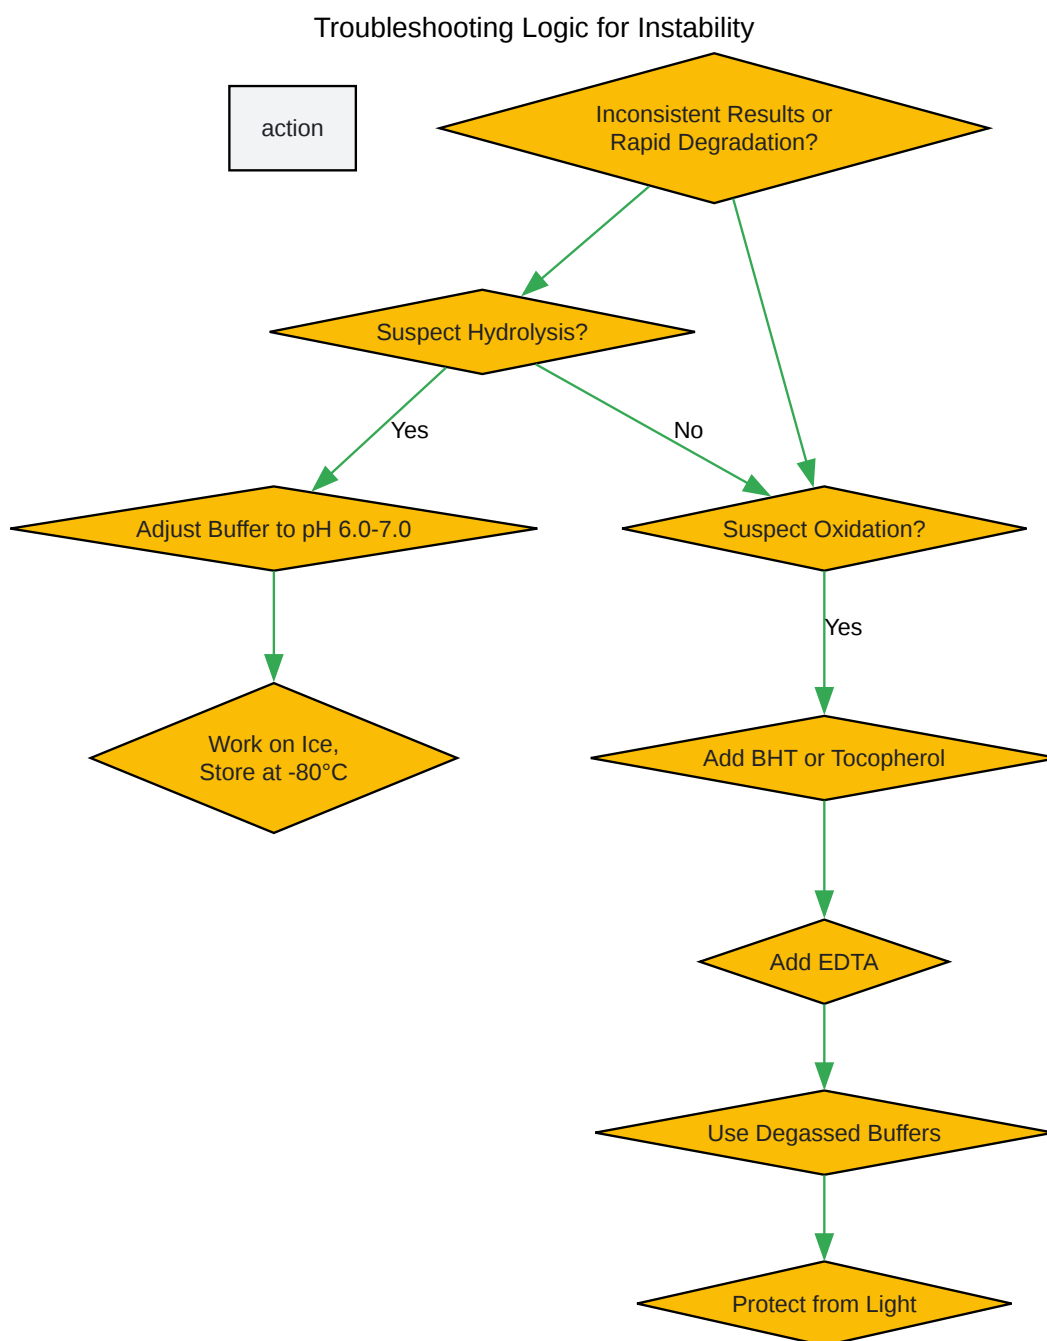 Troubleshooting Logic for Instability
action
Inconsistent Results or
Rapid Degradation?
Suspect Hydrolysis?
Yes
No
Adjust Buffer to pH 6.0-7.0
Suspect Oxidation?
Yes
Work on Ice,
Store at -80°C
Add BHT or Tocopherol
Add EDTA
Use Degassed Buffers
Protect from Light